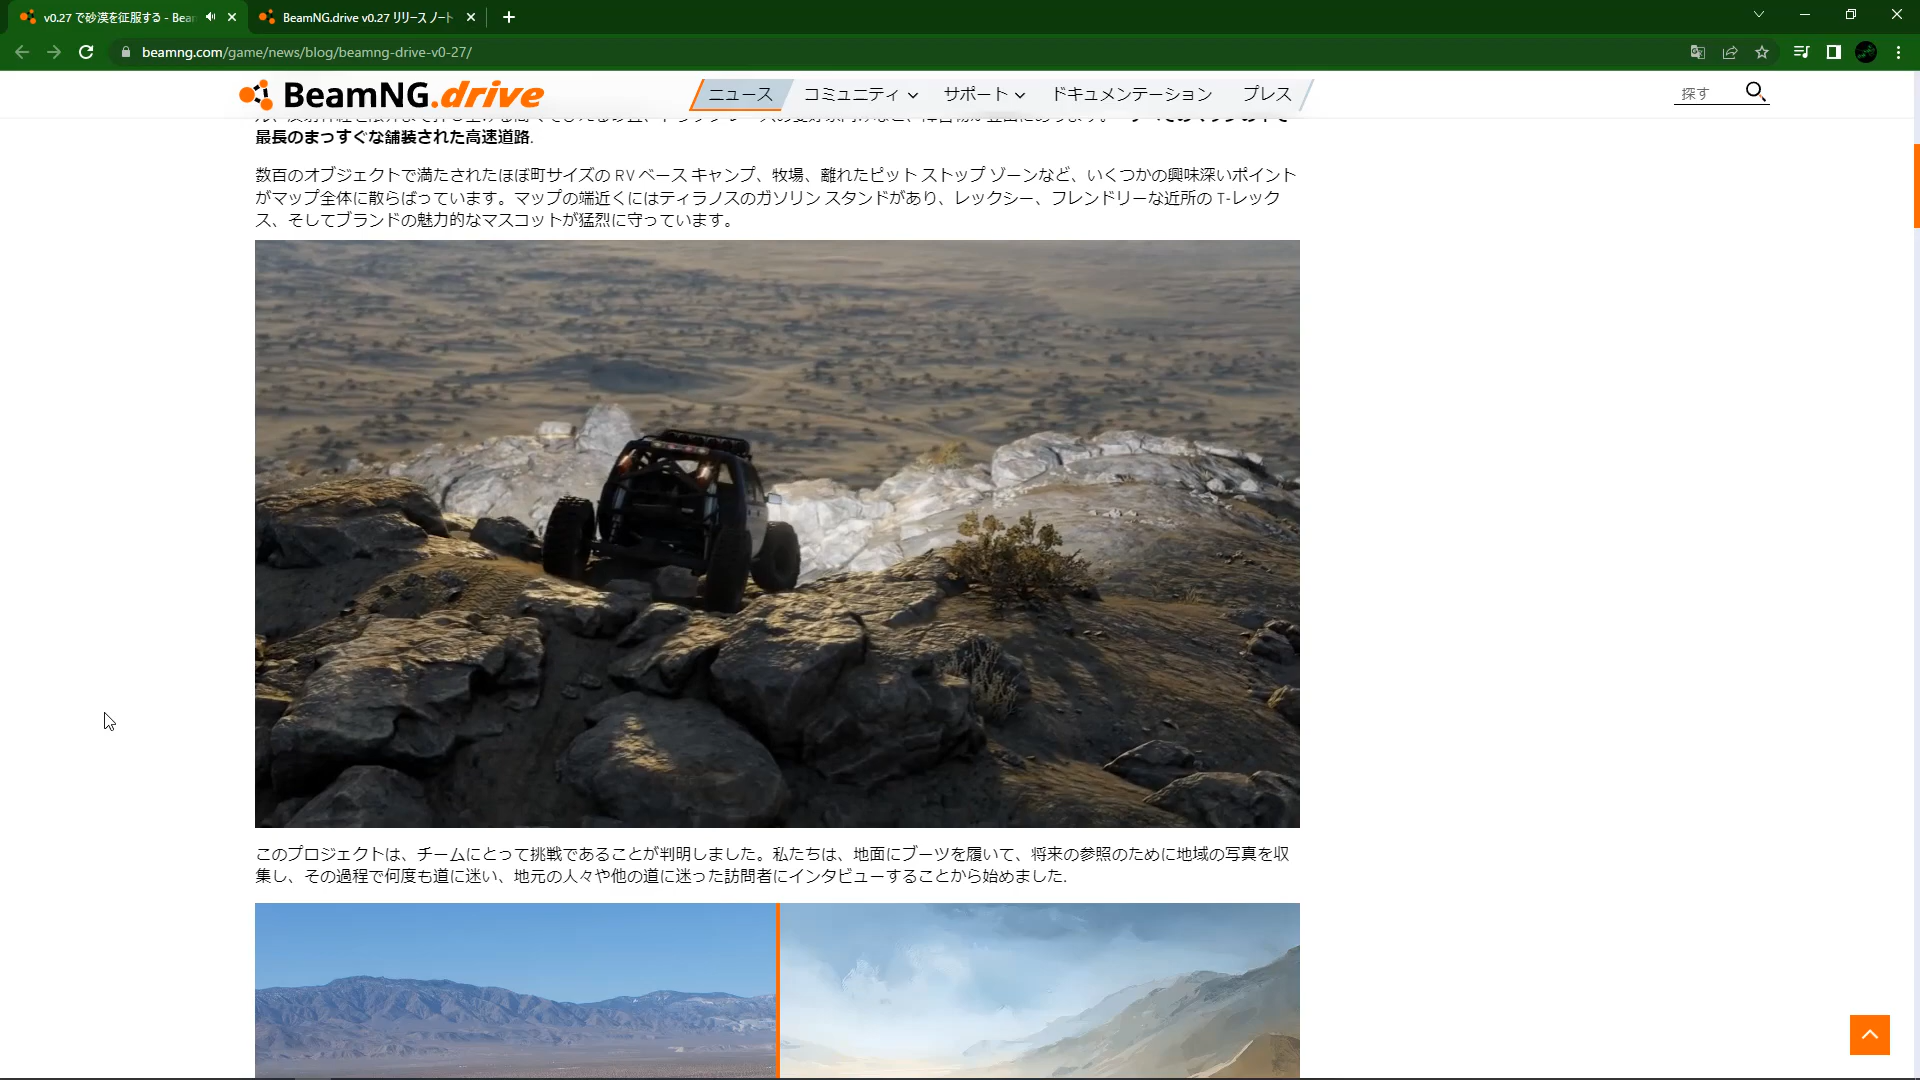 v0.27 で砂漠を征服する - Bear
BeamNG.drive v0.27 リリース ノート
beamng.com/game/news/blog/beamng-drive-v0-27/
BeamNG.drive
ニュース
コミュニティ
サポート
ドキュメンテーション
プレス
探す
最長のまっすぐな舗装された高速道路.
数百のオブジェクトで満たされたほぼ町サイズの RV ベース キャンプ、牧場、離れたピット ストップ ゾーンなど、いくつかの興味深いポイント
がマップ全体に散らばっています。マップの端近くにはティラノスのガソリン スタンドがあり、レックシー、フレンドリーな近所の T-レック
ス、そしてブランドの魅力的なマスコットが猛烈に守っています。
このプロジェクトは、チームにとって挑戦であることが判明しました。私たちは、地面にブーツを履いて、将来の参照のために地域の写真を収
集し、その過程で何度も道に迷い、地元の人々や他の道に迷った訪問者にインタビューすることから始めました.